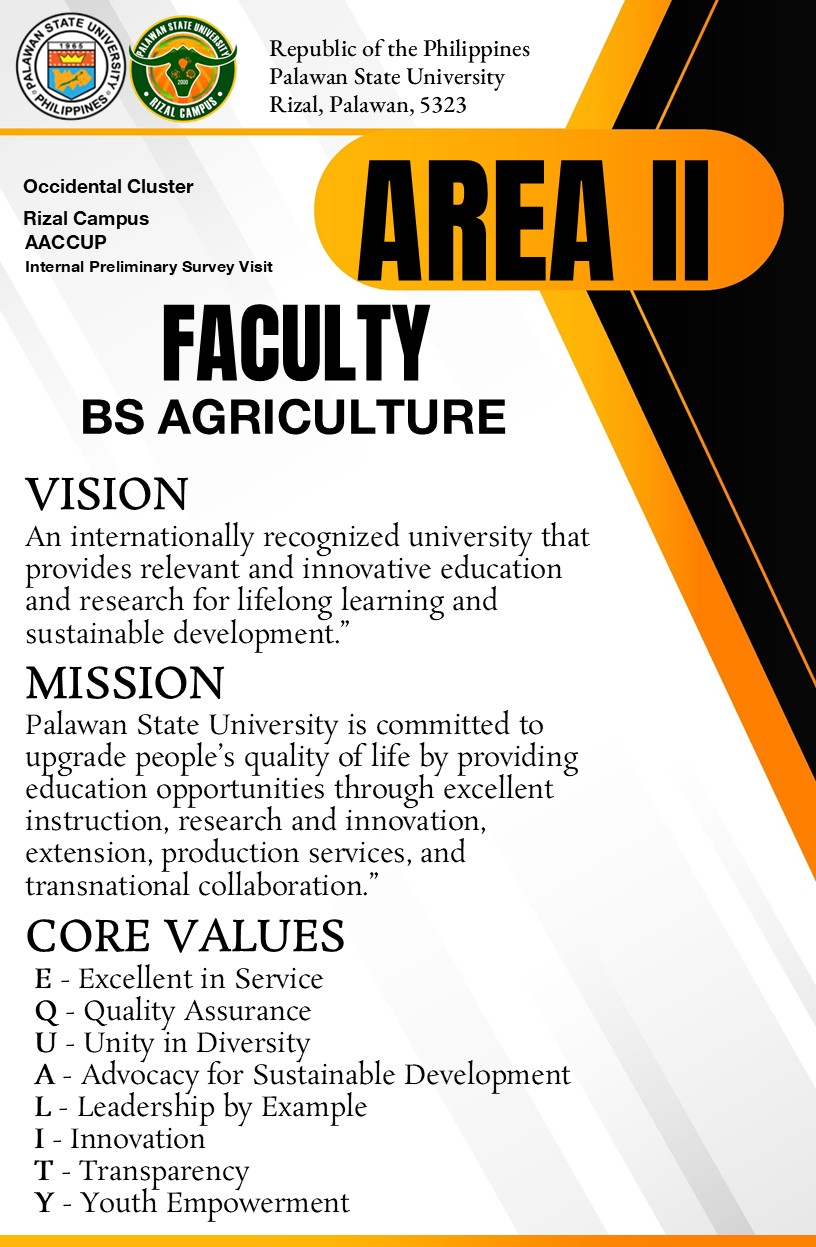 PALAWAN STATE UNIVERSITY
1965
PHILIPPINES
PALAWAN STATE UNIVERSITY
2000
RIZAL CAMPUS
Republic of the Philippines
Palawan State University
Rizal, Palawan, 5323
AREA II
Occidental Cluster
Rizal Campus
AACCUP
Internal Preliminary Survey Visit
FACULTY
BS AGRICULTURE
VISION
An internationally recognized university that
provides relevant and innovative education
and research for lifelong learning and
sustainable development.”
MISSION
Palawan State University is committed to
upgrade people’s quality of life by providing
education opportunities through excellent
instruction, research and innovation,
extension, production services, and
transnational collaboration.”
CORE VALUES
E - Excellent in Service
Q - Quality Assurance
U - Unity in Diversity
A - Advocacy for Sustainable Development
L - Leadership by Example
I - Innovation
T - Transparency
Y - Youth Empowerment